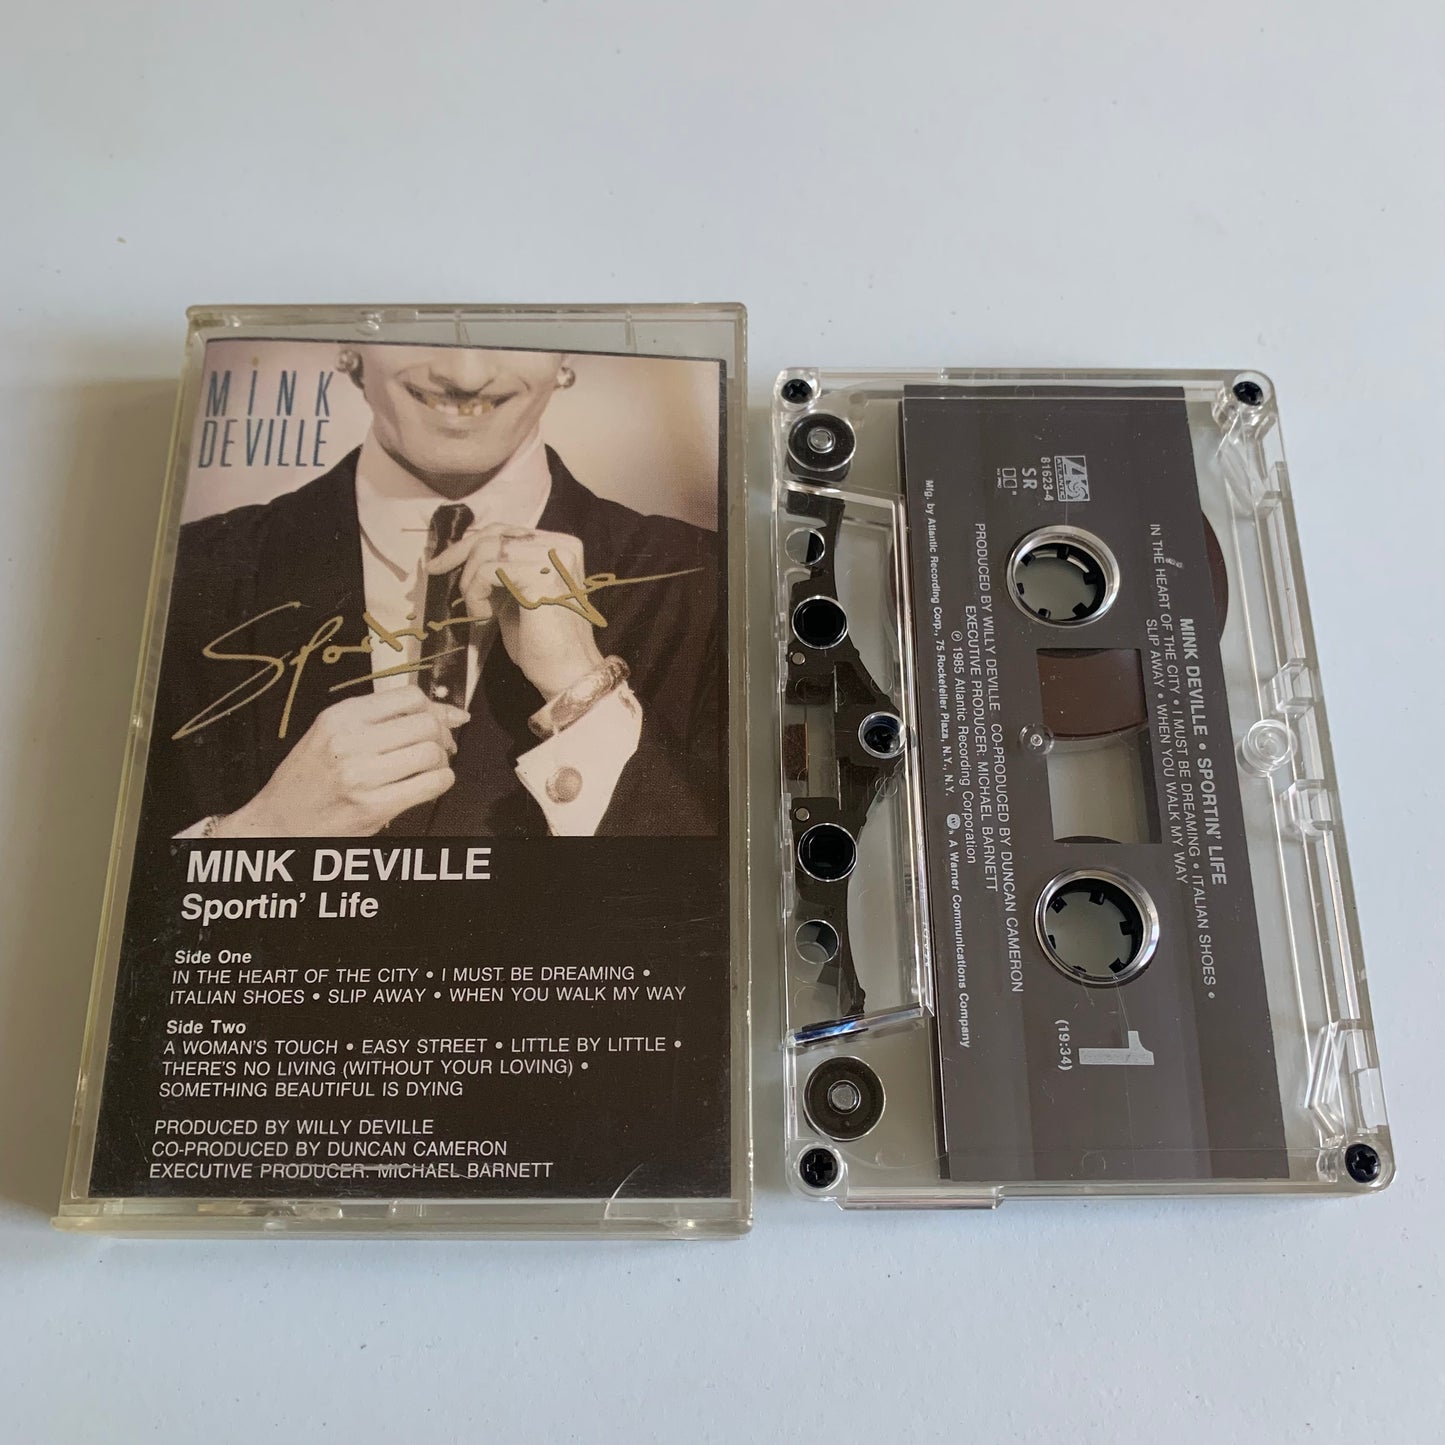 MINK
DEVILLE
Sportin' Life
MINK DEVILLE
Sportin' Life
Side One
IN THE HEART OF THE CITY • I MUST BE DREAMING •
ITALIAN SHOES • SLIP AWAY • WHEN YOU WALK MY WAY
Side Two
A WOMAN'S TOUCH • EASY STREET • LITTLE BY LITTLE •
THERE'S NO LIVING (WITHOUT YOUR LOVING) •
SOMETHING BEAUTIFUL IS DYING
PRODUCED BY WILLY DEVILLE
CO-PRODUCED BY DUNCAN CAMERON
EXECUTIVE PRODUCER: MICHAEL BARNETT
MINK DEVILLE • SPORTIN' LIFE
IN THE HEART OF THE CITY • I MUST BE DREAMING • ITALIAN SHOES •
SLIP AWAY • WHEN YOU WALK MY WAY
ATLANTIC
81623-4
SR
1
(19:34)
PRODUCED BY WILLY DEVILLE CO-PRODUCED BY DUNCAN CAMERON
EXECUTIVE PRODUCER: MICHAEL BARNETT
℗ 1985 Atlantic Recording Corporation
Mfg. by Atlantic Recording Corp., 75 Rockefeller Plaza, N.Y., N.Y. A Warner Communications Company